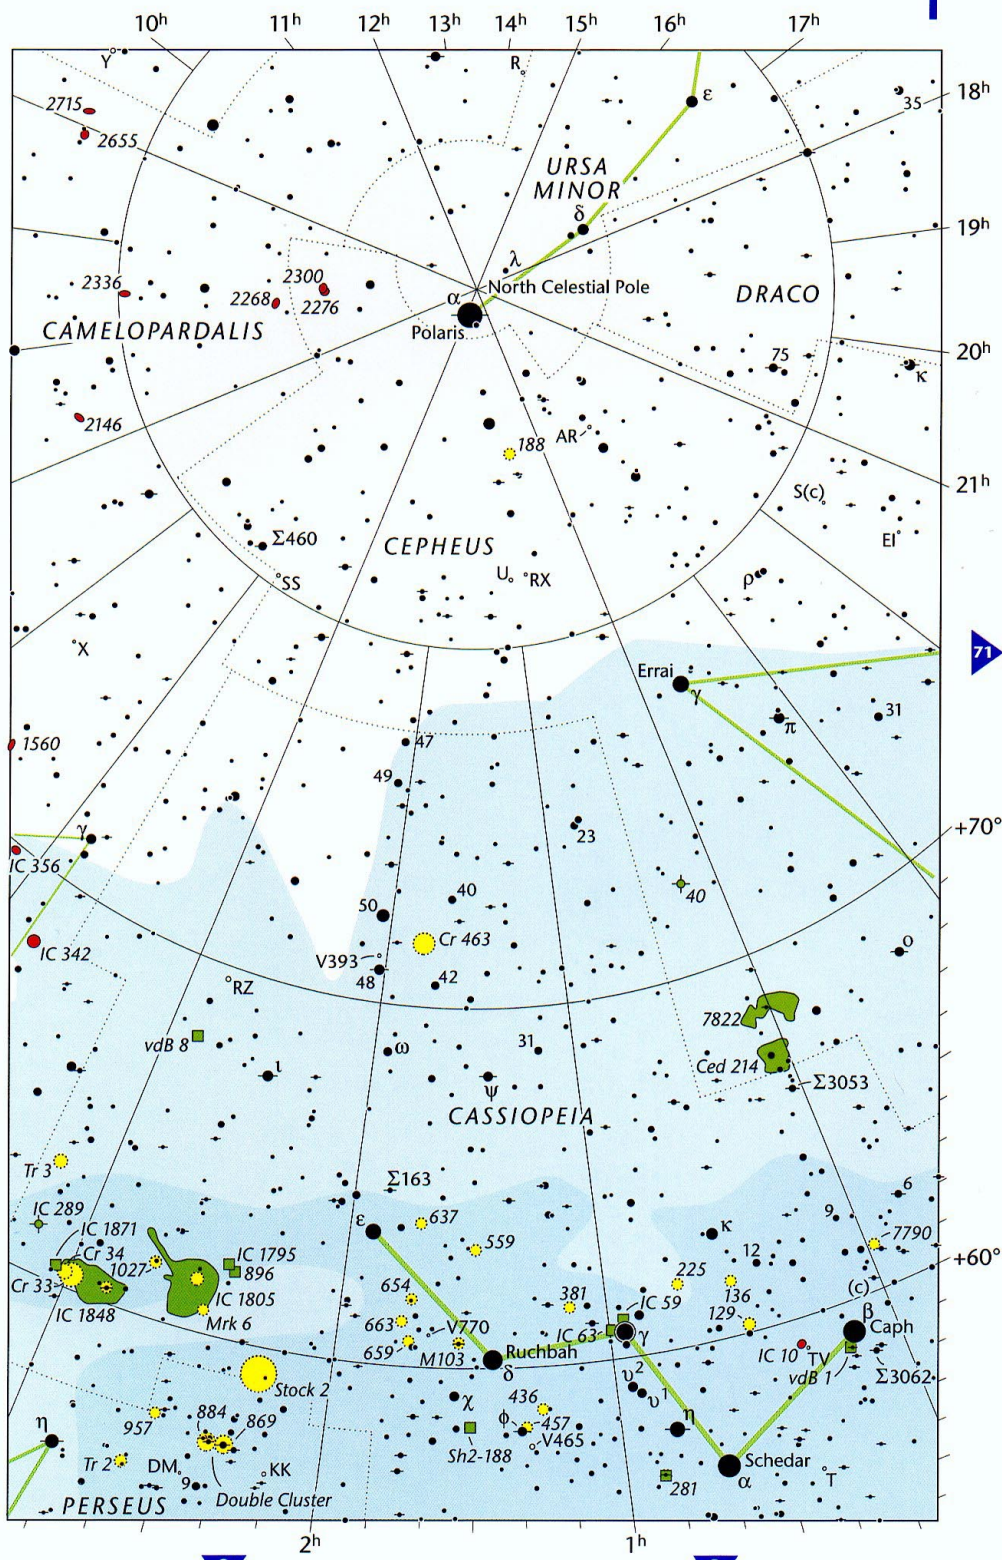 10h 11h 12h 13h 14h 15h 16h 17h
Y
R
2715
ε
35
18h
2655
URSA
MINOR
δ
19h
λ
2300
North Celestial Pole
2336
2268
2276
α
DRACO
CAMELOPARDALIS
Polaris
20h
75
κ
2146
AR
188
21h
S(c)
Σ460
CEPHEUS
EI
SS
U
RX
ρ
X
71
Errai
γ
π
31
1560
47
49
γ
23
+70°
IC 356
40
40
50
Cr 463
IC 342
V393
ο
48
42
RZ
7822
vdB 8
ω
31
Ced 214
ι
ψ
Σ3053
CASSIOPEIA
Tr 3
Σ163
6
IC 289
ε
637
9
IC 1871
κ
7790
Cr 34
IC 1795
559
12
+60°
1027
896
225
Cr 33
654
381
136
(c)
IC 1848
IC 1805
IC 59
β
Mrk 6
663
V770
129
Caph
IC 63
γ
659
M103
Ruchbah
IC 10
TV
δ
υ2
vdB 1
Σ3062
Stock 2
υ1
χ
436
957
884
869
φ
457
η
η
V465
Sh2-188
Schedar
Tr 2
DM
KK
α
T
9
281
Double Cluster
PERSEUS
2h
1h